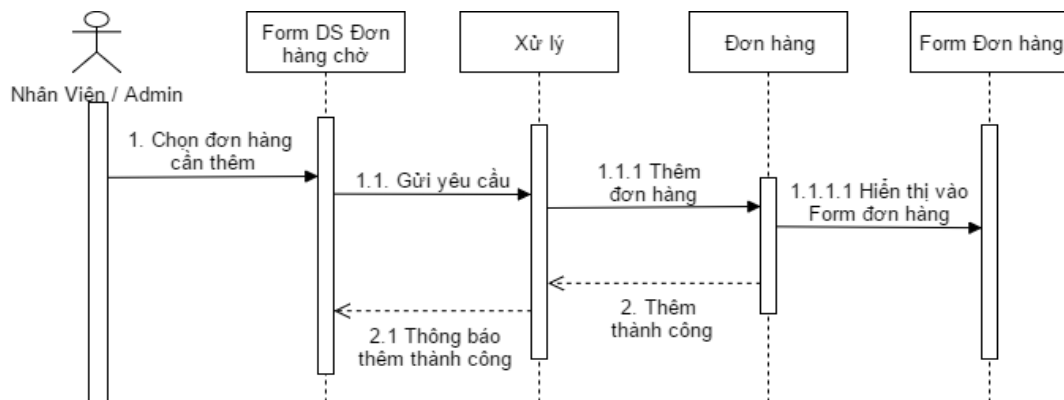 Form DS Đơn
hàng chờ
Xử lý
Đơn hàng
Form Đơn hàng
Nhân Viện / Admin
1. Chọn đơn hàng
cần thêm
1.1. Gửi yêu cầu
1.1.1 Thêm
đơn hàng
1.1.1.1 Hiển thị vào
Form đơn hàng
2. Thêm
thành công
2.1 Thông báo
thêm thành công